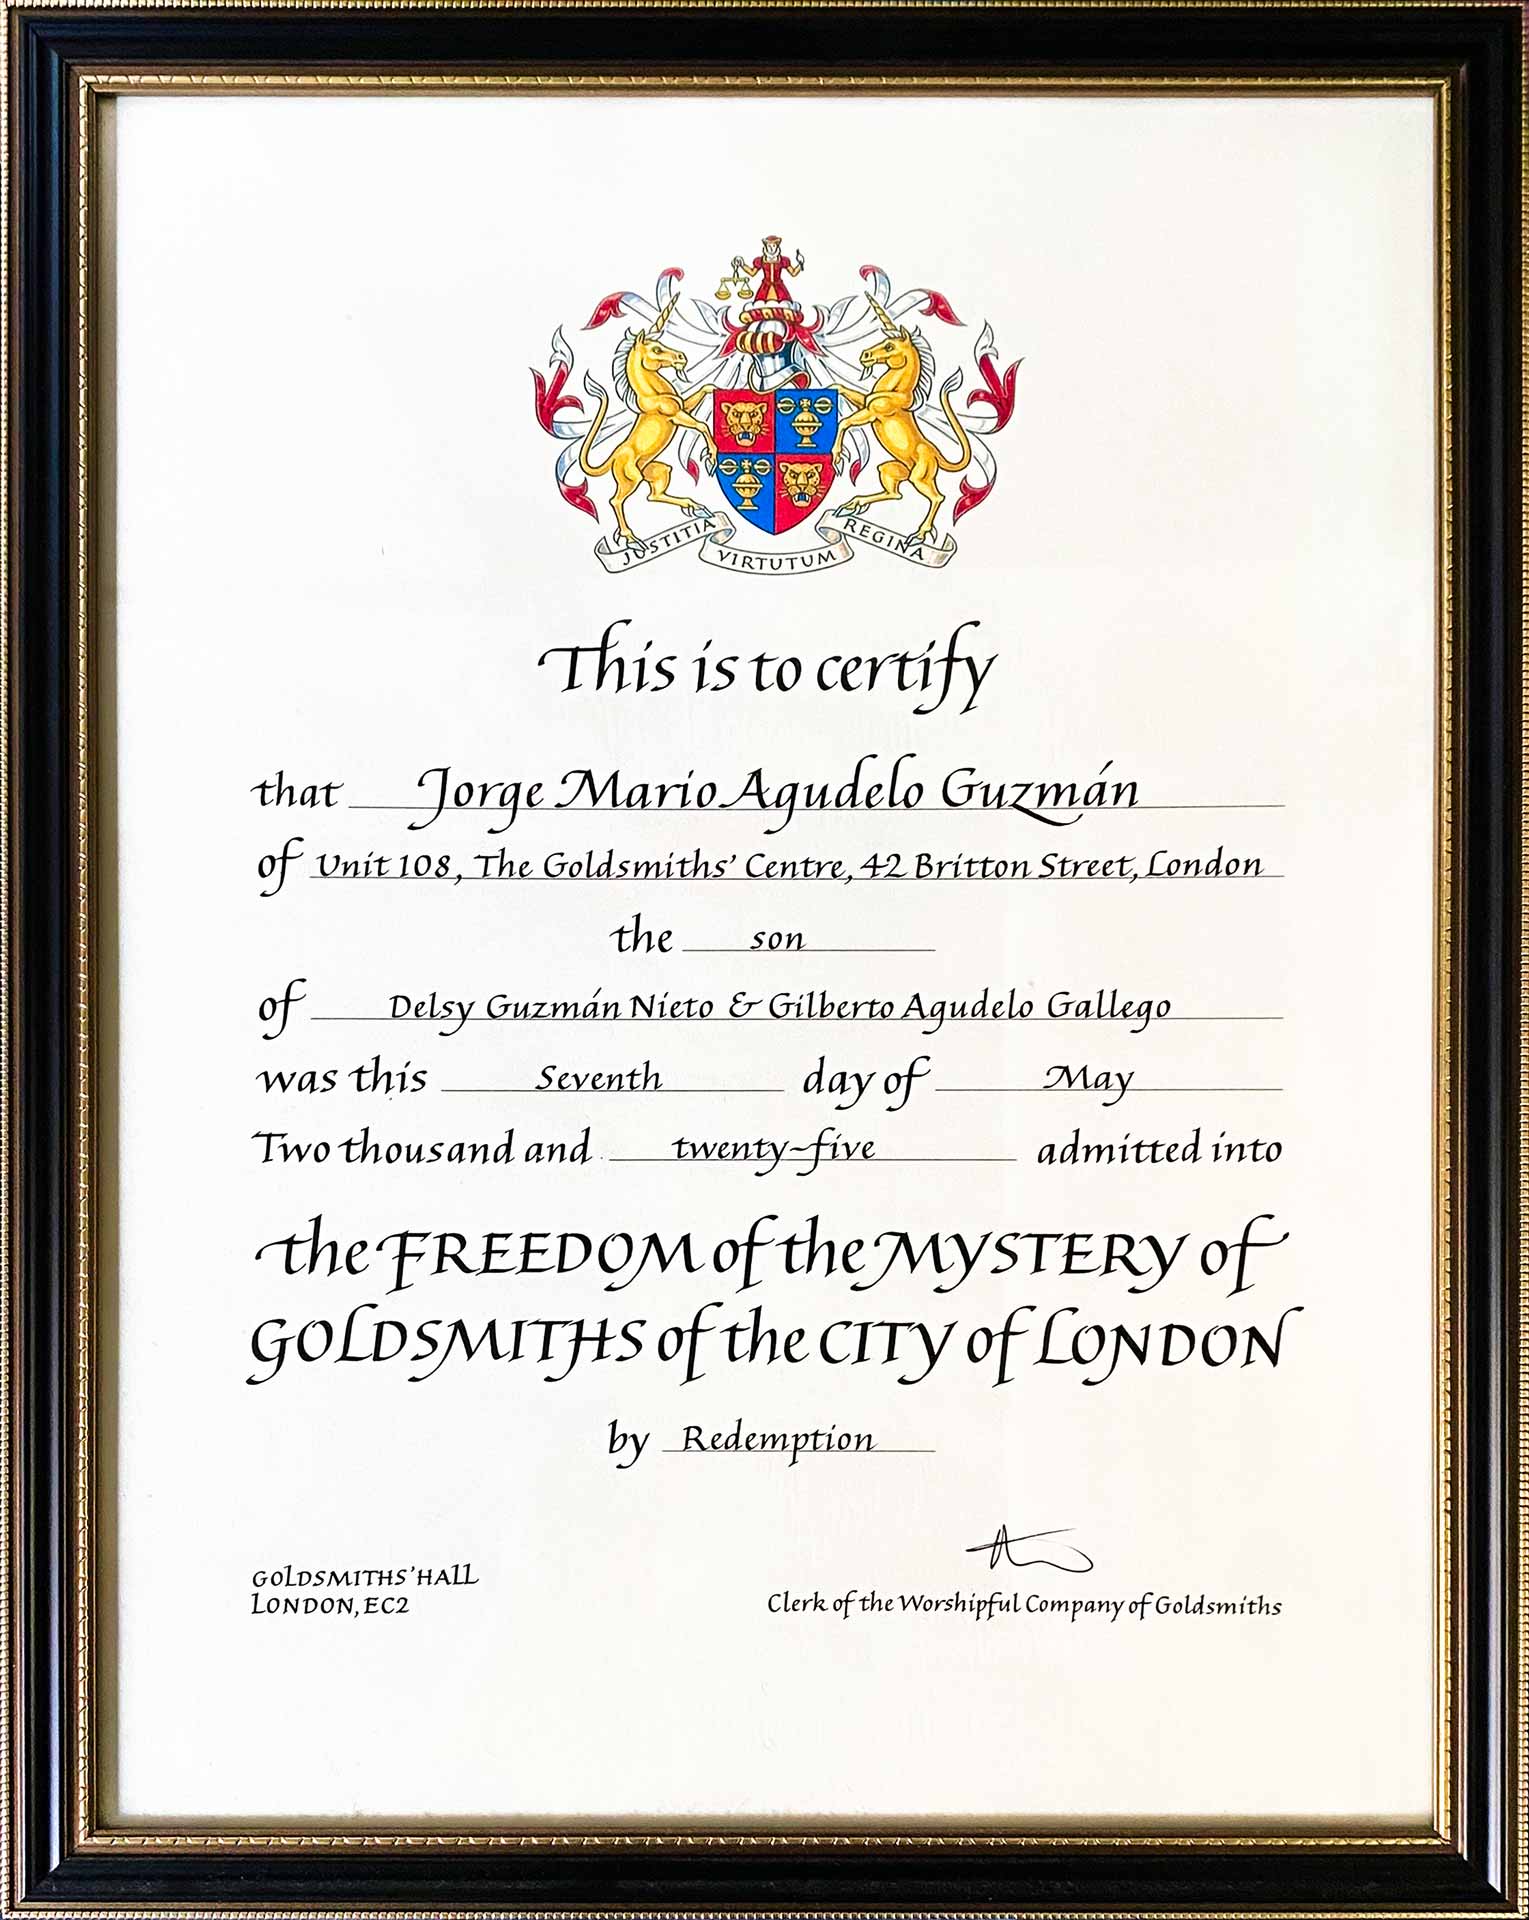 JUSTITIA VIRTUTUM REGINA
This is to certify
that Jorge Mario Agudelo Guzmán
of Unit 108, The Goldsmiths' Centre, 42 Britton Street, London
the son
of Delsy Guzmán Nieto & Gilberto Agudelo Gallego
was this Seventh day of May
Two thousand and twenty-five admitted into
the FREEDOM of the MYSTERY of
GOLDSMITHS of the CITY of LONDON
by Redemption
GOLDSMITHS' HALL
LONDON, EC2
Clerk of the Worshipful Company of Goldsmiths